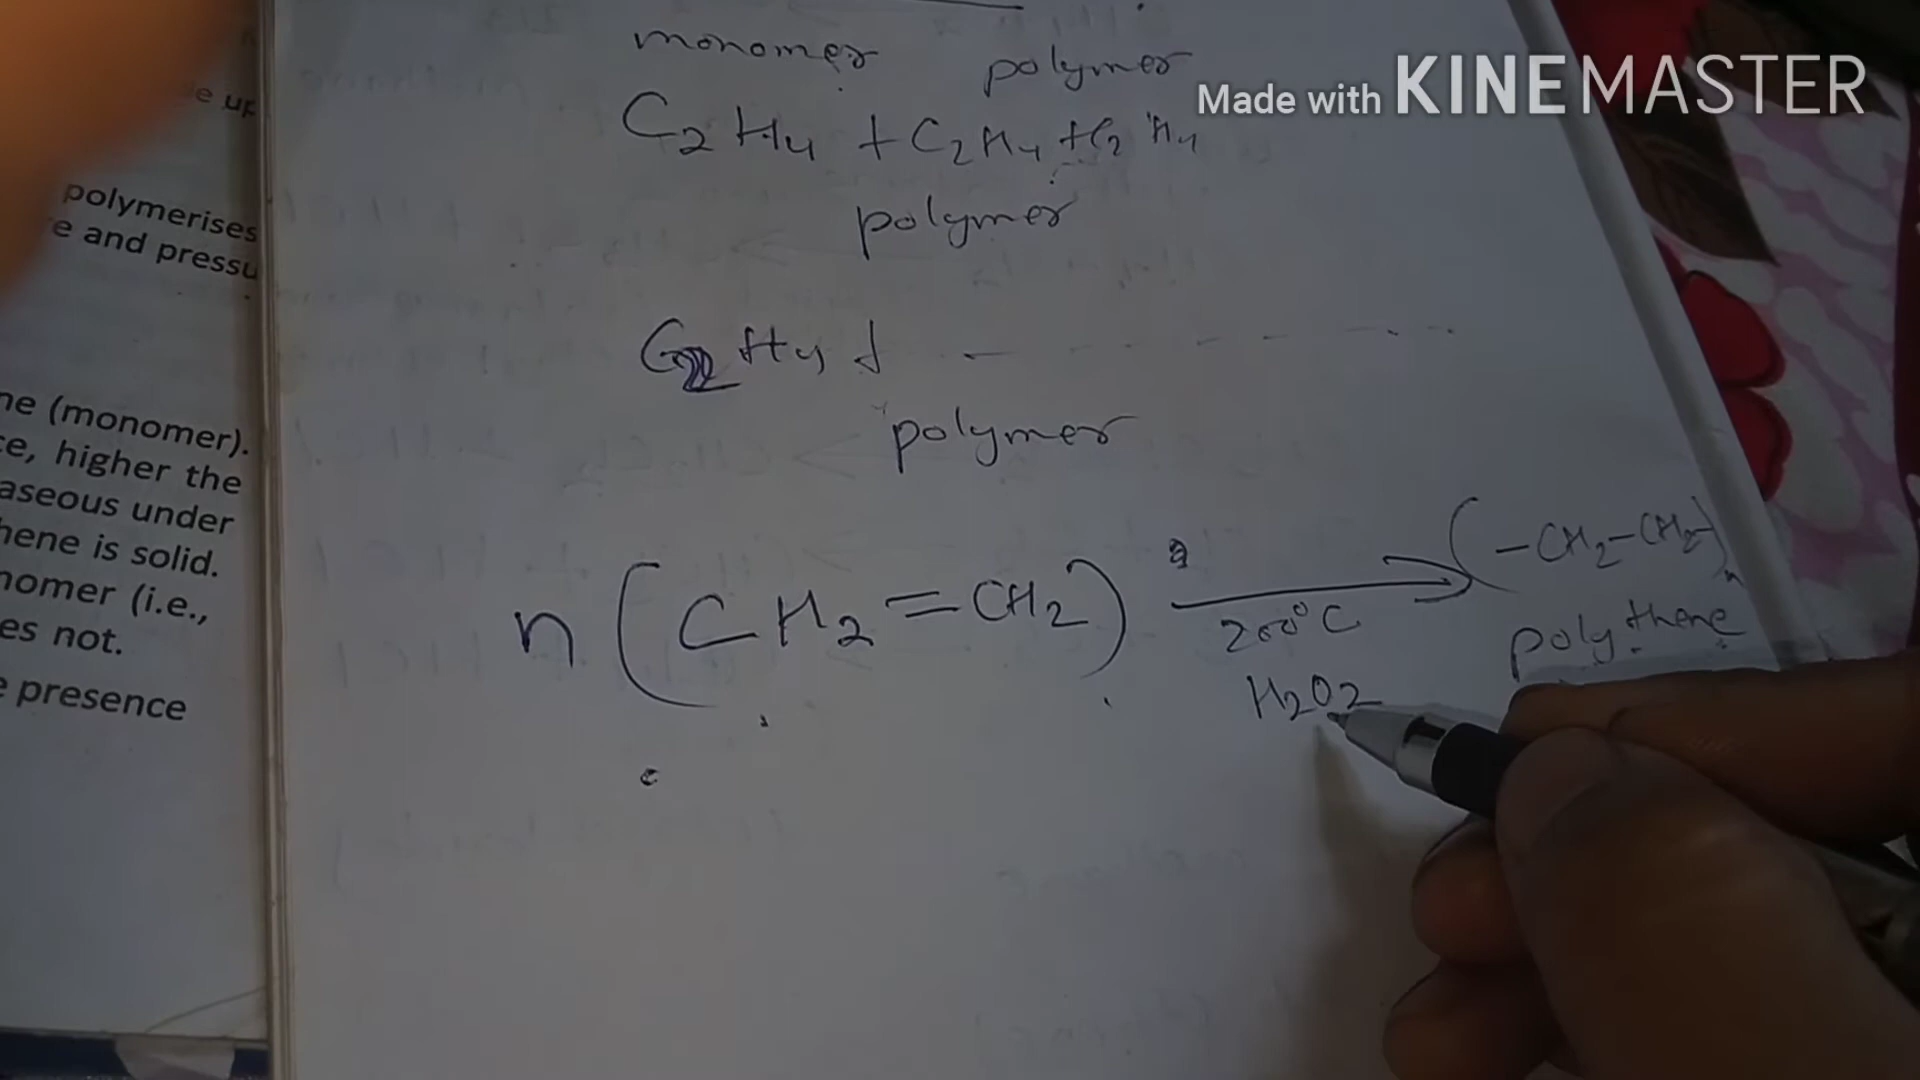 monomer polymer
Made with KINEMASTER
C2H4 + C2H4 + C2H4
polymer
C2H4 +
polymer
n(CH2=CH2) → (-CH2-CH2-)n
200°C
polythene
H2O2
e up
polymerises
e and pressu
ne (monomer).
ce, higher the
aseous under
hene is solid.
nomer (i.e.,
es not.
e presence